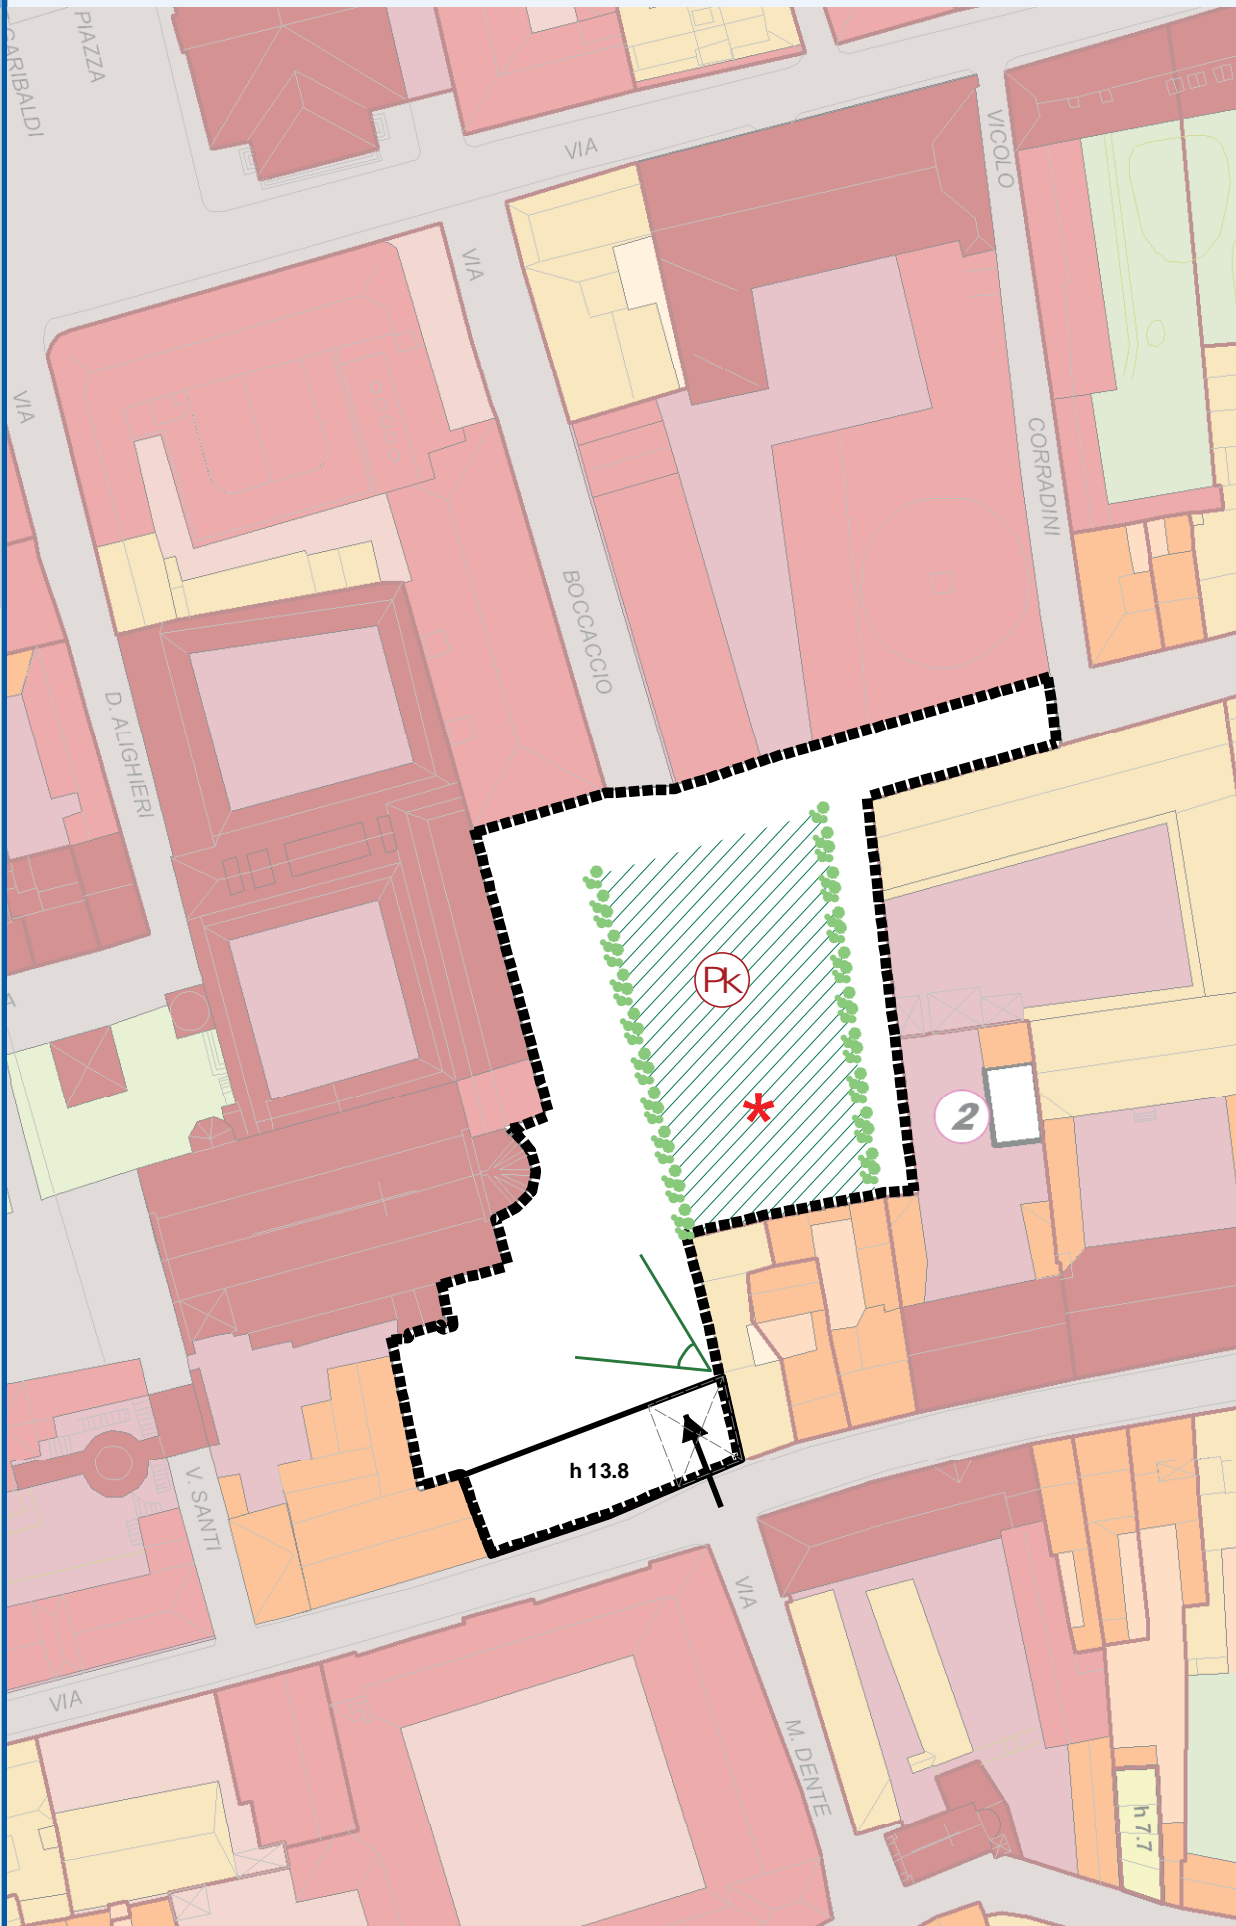 PIAZZA
GARIBALDI
VIA
VICOLO
VIA
VIA
CORRADINI
BOCCACCIO
D. ALIGHIERI
Pk
*
2
h 13.8
V. SANTI
VIA
VIA
M. DENTE
h 7.7